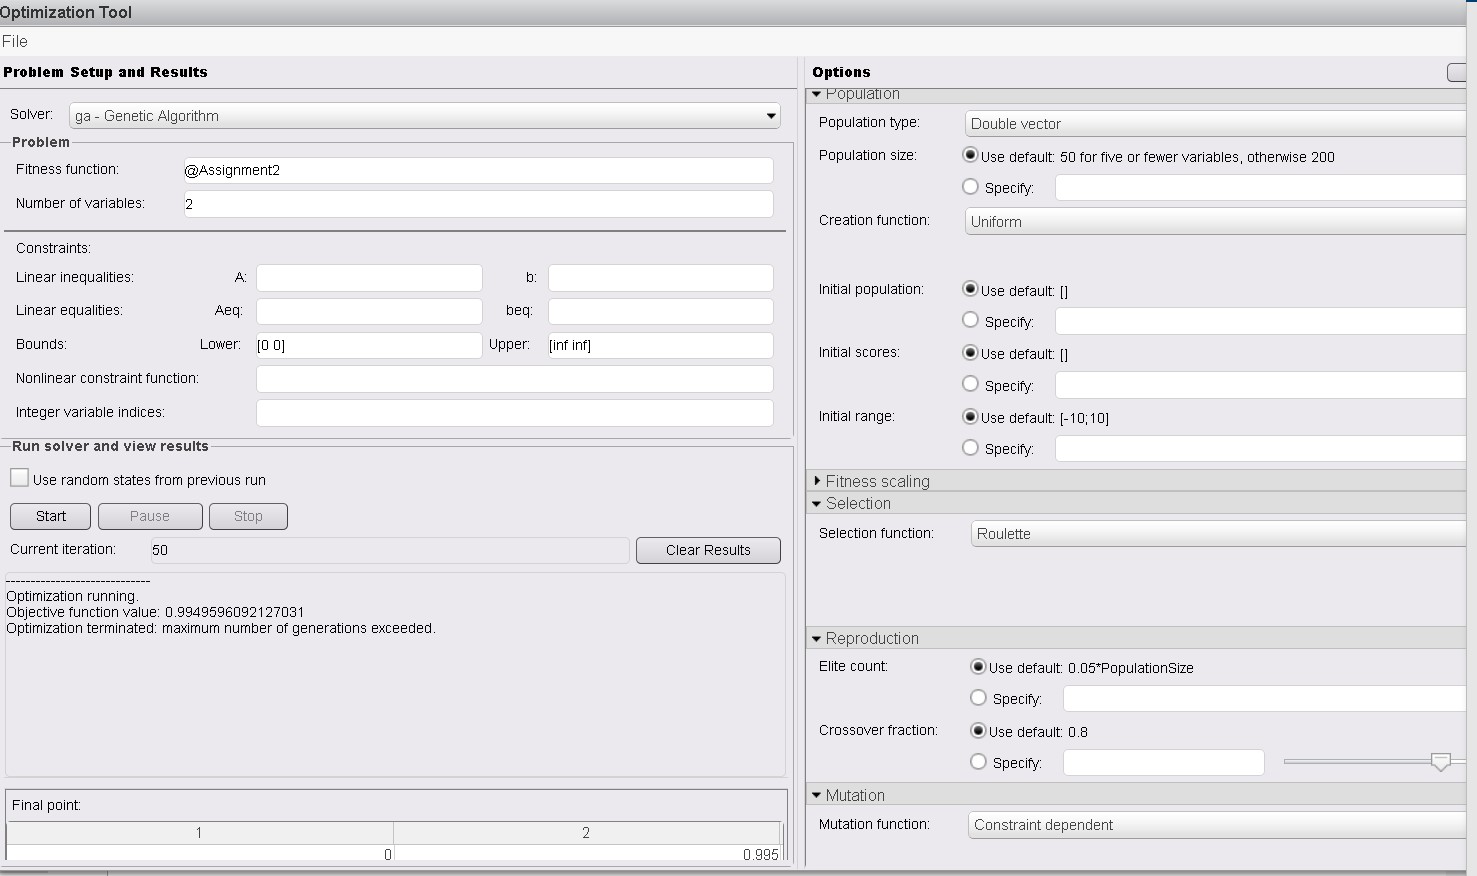 Optimization Tool
File
Problem Setup and Results
Solver: ga - Genetic Algorithm
Problem
Fitness function: @Assignment2
Number of variables: 2
Constraints:
Linear inequalities: A: b:
Linear equalities: Aeq: beq:
Bounds: Lower: [0 0] Upper: [inf inf]
Nonlinear constraint function:
Integer variable indices:
Run solver and view results
Use random states from previous run
Start Pause Stop
Current iteration: 50 Clear Results
-----------------------------
Optimization running.
Objective function value: 0.9949596092127031
Optimization terminated: maximum number of generations exceeded.
Final point:
1 2
0 0.995
Options
Population
Population type: Double vector
Population size: Use default: 50 for five or fewer variables, otherwise 200
Specify:
Creation function: Uniform
Initial population: Use default: []
Specify:
Initial scores: Use default: []
Specify:
Initial range: Use default: [-10;10]
Specify:
Fitness scaling
Selection
Selection function: Roulette
Reproduction
Elite count: Use default: 0.05*PopulationSize
Specify:
Crossover fraction: Use default: 0.8
Specify:
Mutation
Mutation function: Constraint dependent